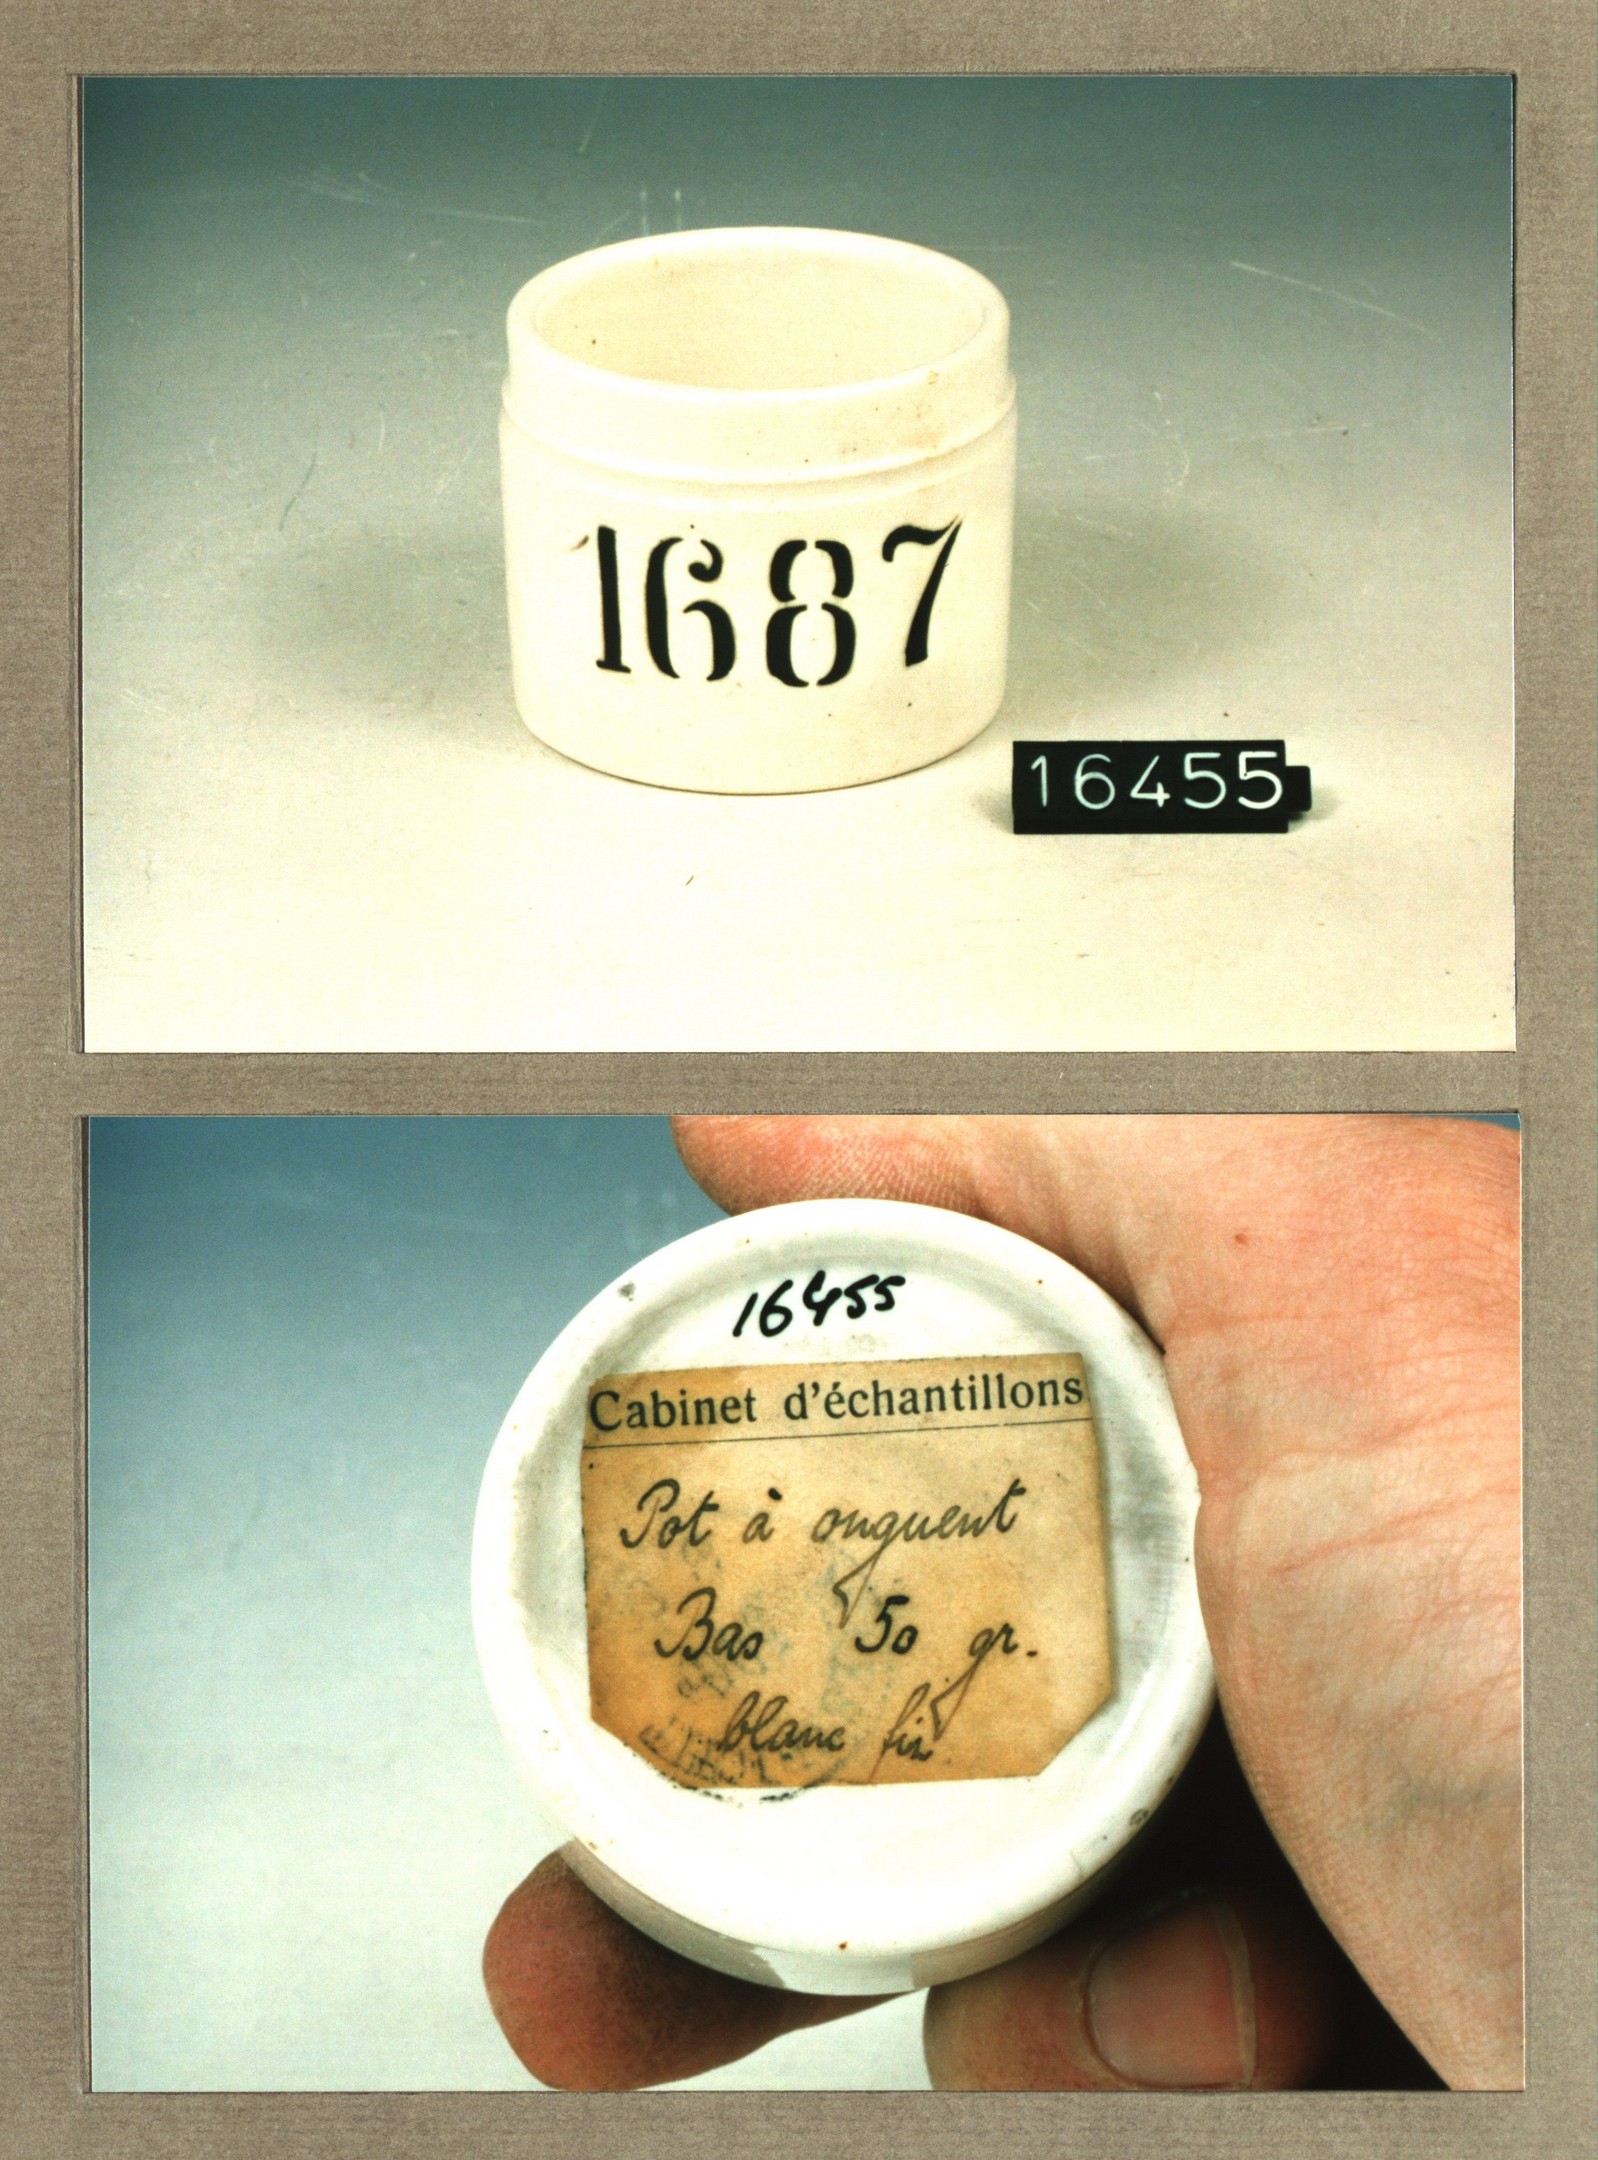 1687
16455
16455
Cabinet d'échantillons
Pot à onguent
Bas 50 gr.
blanc fin